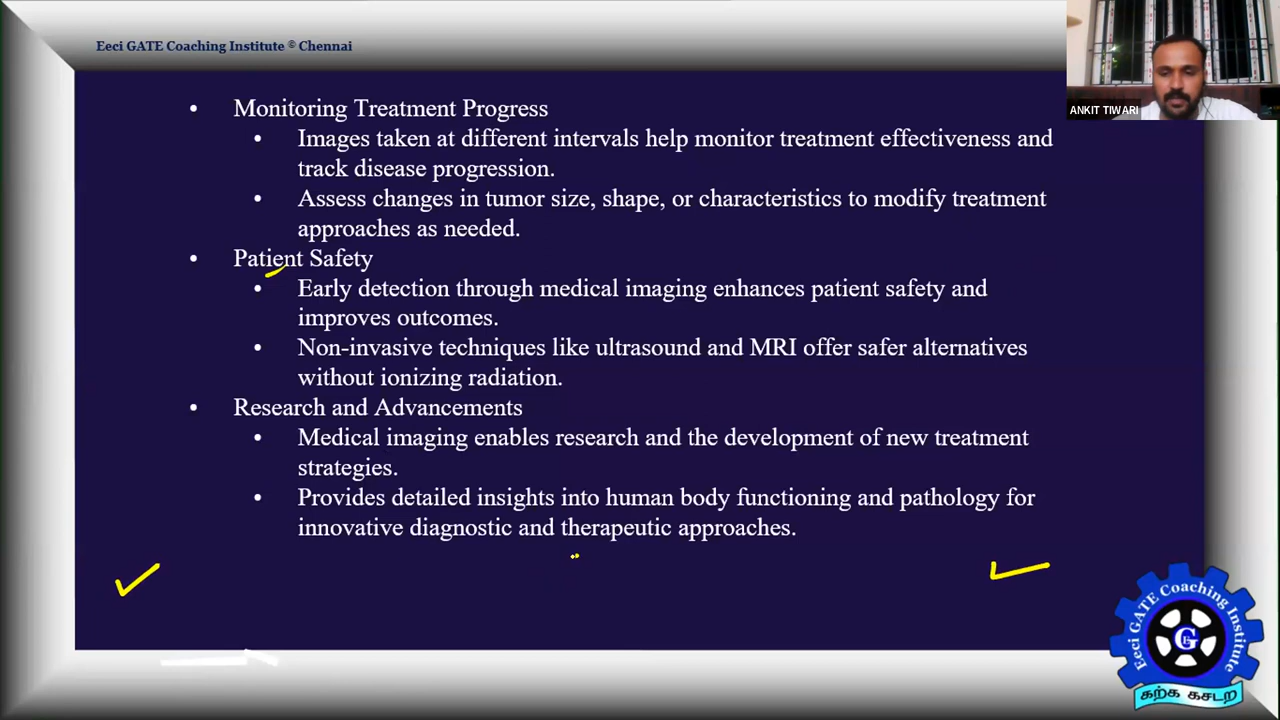 Eeci GATE Coaching Institute © Chennai
ANKIT TIWARI
• Monitoring Treatment Progress
• Images taken at different intervals help monitor treatment effectiveness and
track disease progression.
• Assess changes in tumor size, shape, or characteristics to modify treatment
approaches as needed.
• Patient Safety
• Early detection through medical imaging enhances patient safety and
improves outcomes.
• Non-invasive techniques like ultrasound and MRI offer safer alternatives
without ionizing radiation.
• Research and Advancements
• Medical imaging enables research and the development of new treatment
strategies.
• Provides detailed insights into human body functioning and pathology for
innovative diagnostic and therapeutic approaches.
Eeci GATE Coaching Institute
கற்க கசடற